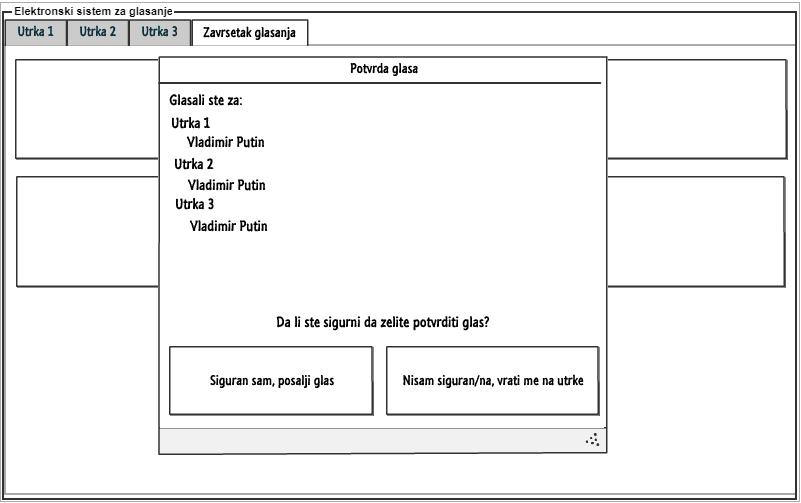 Elektronski sistem za glasanje
Utrka 1
Utrka 2
Utrka 3
Zavrsetak glasanja
Potvrda glasa
Glasali ste za:
Utrka 1
Vladimir Putin
Utrka 2
Vladimir Putin
Utrka 3
Vladimir Putin
Da li ste sigurni da zelite potvrditi glas?
Siguran sam, posalji glas
Nisam siguran/na, vrati me na utrke